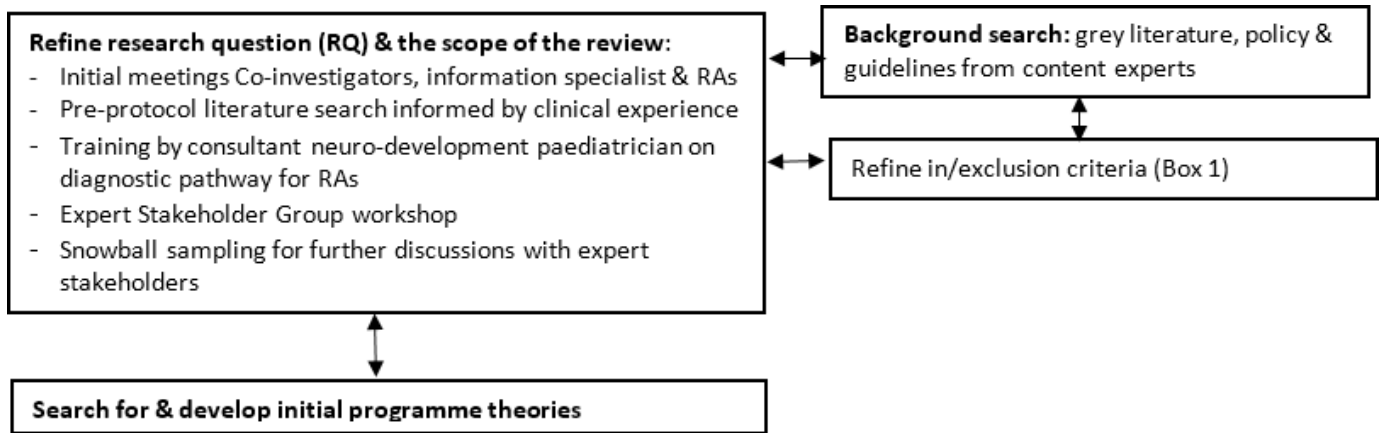 Refine research question (RQ) & the scope of the review:
- Initial meetings Co-investigators, information specialist & RAs
- Pre-protocol literature search informed by clinical experience
- Training by consultant neuro-development paediatrician on
diagnostic pathway for RAs
- Expert Stakeholder Group workshop
- Snowball sampling for further discussions with expert
stakeholders
Background search: grey literature, policy &
guidelines from content experts
Refine in/exclusion criteria (Box 1)
Search for & develop initial programme theories